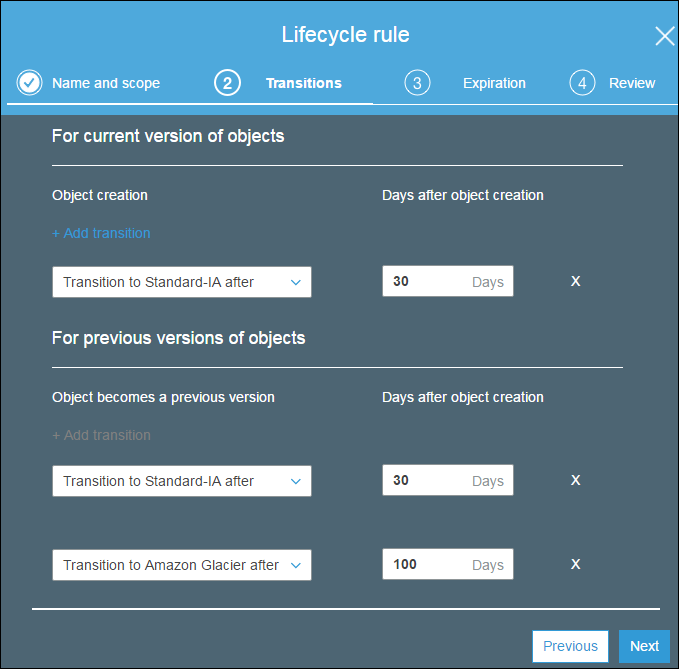 Lifecycle rule
Name and scope 2 Transitions 3 Expiration 4 Review
For current version of objects
Object creation Days after object creation
+ Add transition
Transition to Standard-IA after 30 Days X
For previous versions of objects
Object becomes a previous version Days after object creation
+ Add transition
Transition to Standard-IA after 30 Days X
Transition to Amazon Glacier after 100 Days X
Previous Next